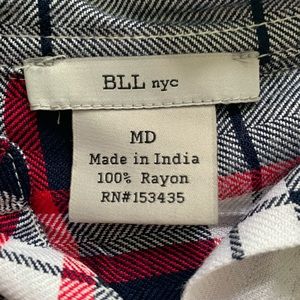 BLL nyc
MD
Made in India
100% Rayon
RN#153435